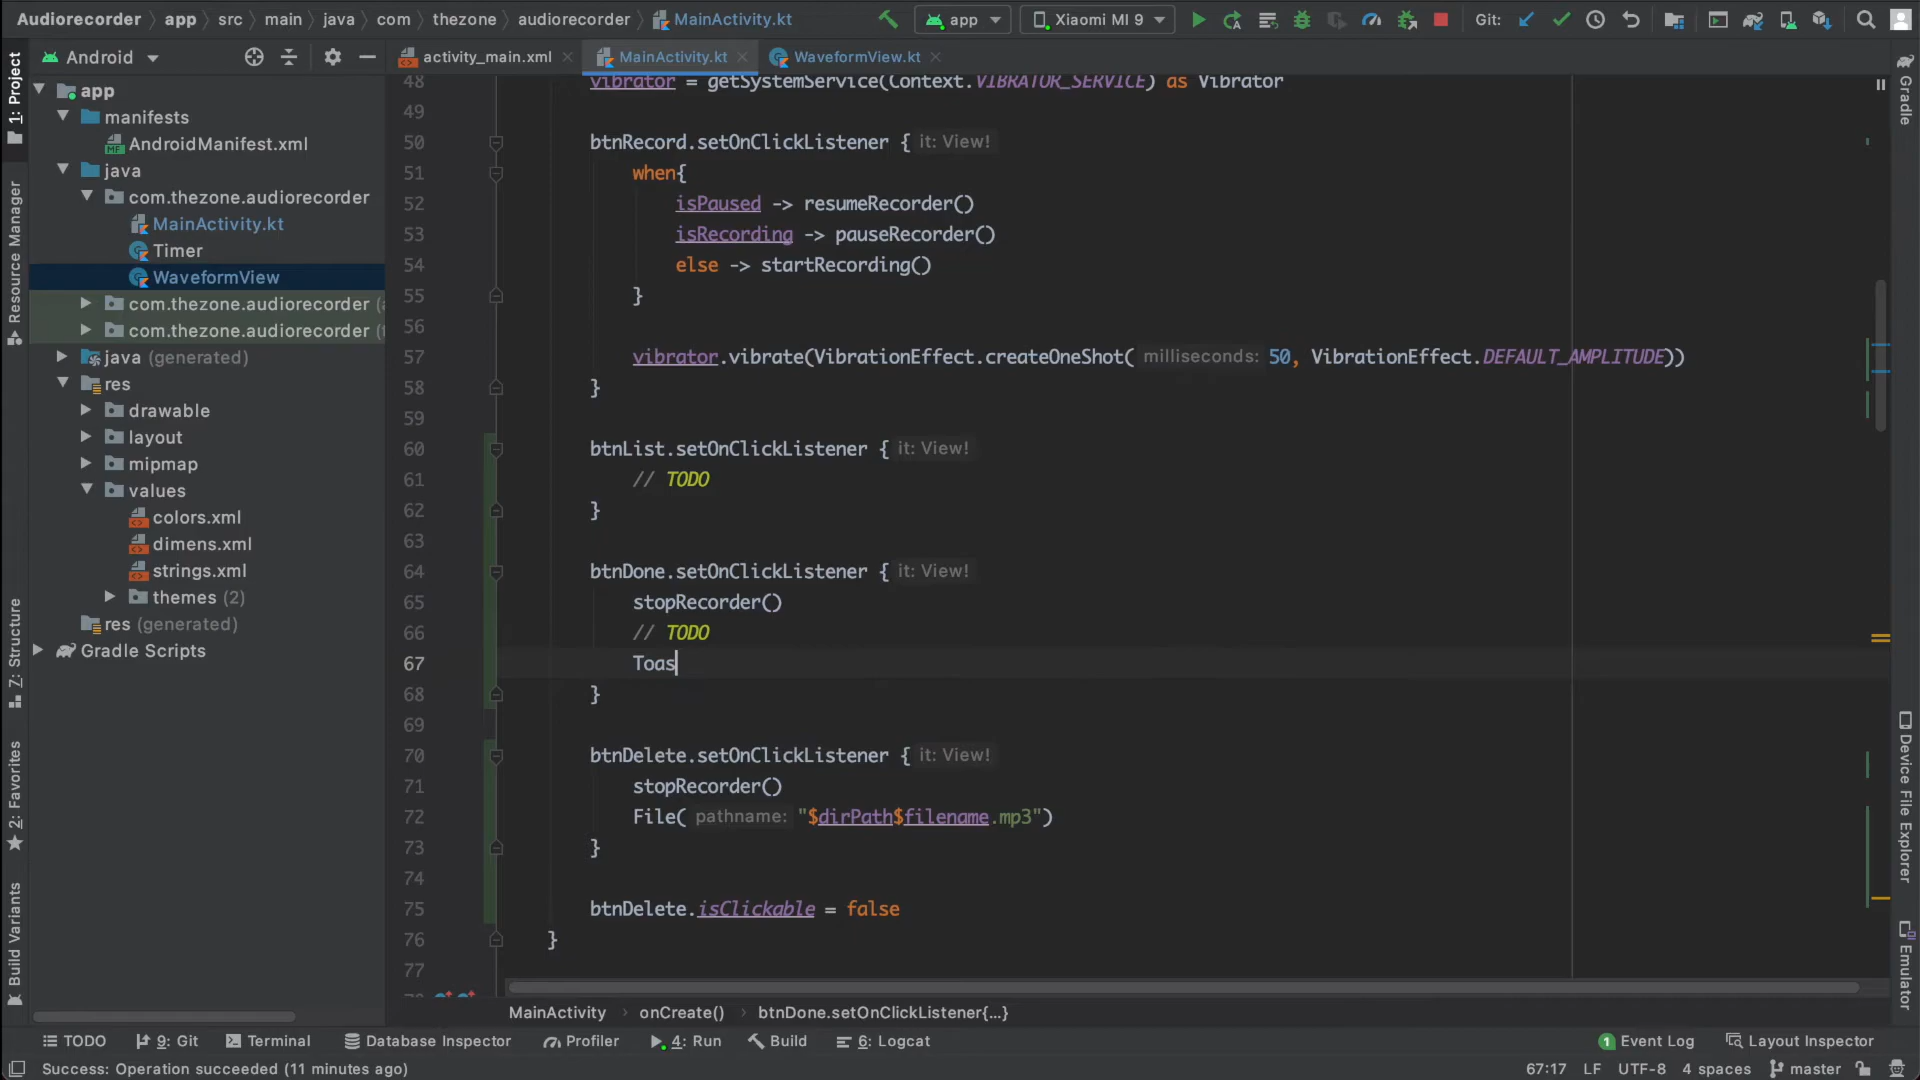 Audiorecorder › app › src › main › java › com › thezone › audiorecorder › MainActivity.kt
app
Xiaomi MI 9
Git:
Android
activity_main.xml
MainActivity.kt
WaveformView.kt
1: Project
Resource Manager
Z: Structure
2: Favorites
Build Variants
app
manifests
AndroidManifest.xml
java
com.thezone.audiorecorder
MainActivity.kt
Timer
WaveformView
com.thezone.audiorecorder (
com.thezone.audiorecorder (
java (generated)
res
drawable
layout
mipmap
values
colors.xml
dimens.xml
strings.xml
themes (2)
res (generated)
Gradle Scripts
48 vibrator = getSystemService(Context.VIBRATOR_SERVICE) as Vibrator
49
50 btnRecord.setOnClickListener { it: View!
51 when{
52 isPaused -> resumeRecorder()
53 isRecording -> pauseRecorder()
54 else -> startRecording()
55 }
56
57 vibrator.vibrate(VibrationEffect.createOneShot( milliseconds: 50, VibrationEffect.DEFAULT_AMPLITUDE))
58 }
59
60 btnList.setOnClickListener { it: View!
61 // TODO
62 }
63
64 btnDone.setOnClickListener { it: View!
65 stopRecorder()
66 // TODO
67 Toas
68 }
69
70 btnDelete.setOnClickListener { it: View!
71 stopRecorder()
72 File( pathname: "$dirPath$filename.mp3")
73 }
74
75 btnDelete.isClickable = false
76 }
77
Gradle
Device File Explorer
Emulator
MainActivity › onCreate() › btnDone.setOnClickListener{...}
TODO 9: Git Terminal Database Inspector Profiler 4: Run Build 6: Logcat 1 Event Log Layout Inspector
Success: Operation succeeded (11 minutes ago) 67:17 LF UTF-8 4 spaces master